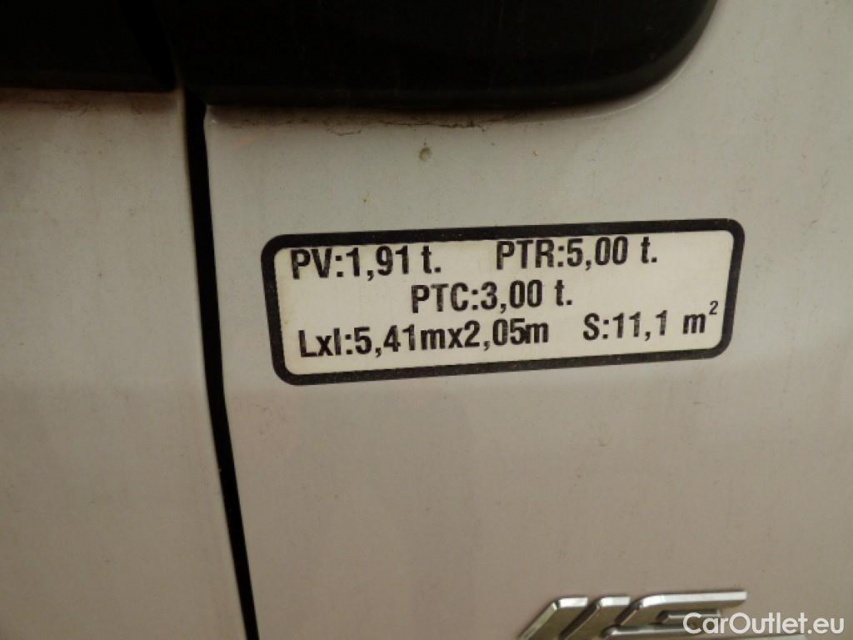 PV:1,91 t. PTR:5,00 t.
PTC:3,00 t.
Lxl:5,41mx2,05m S:11,1 m²
CarOutlet.eu